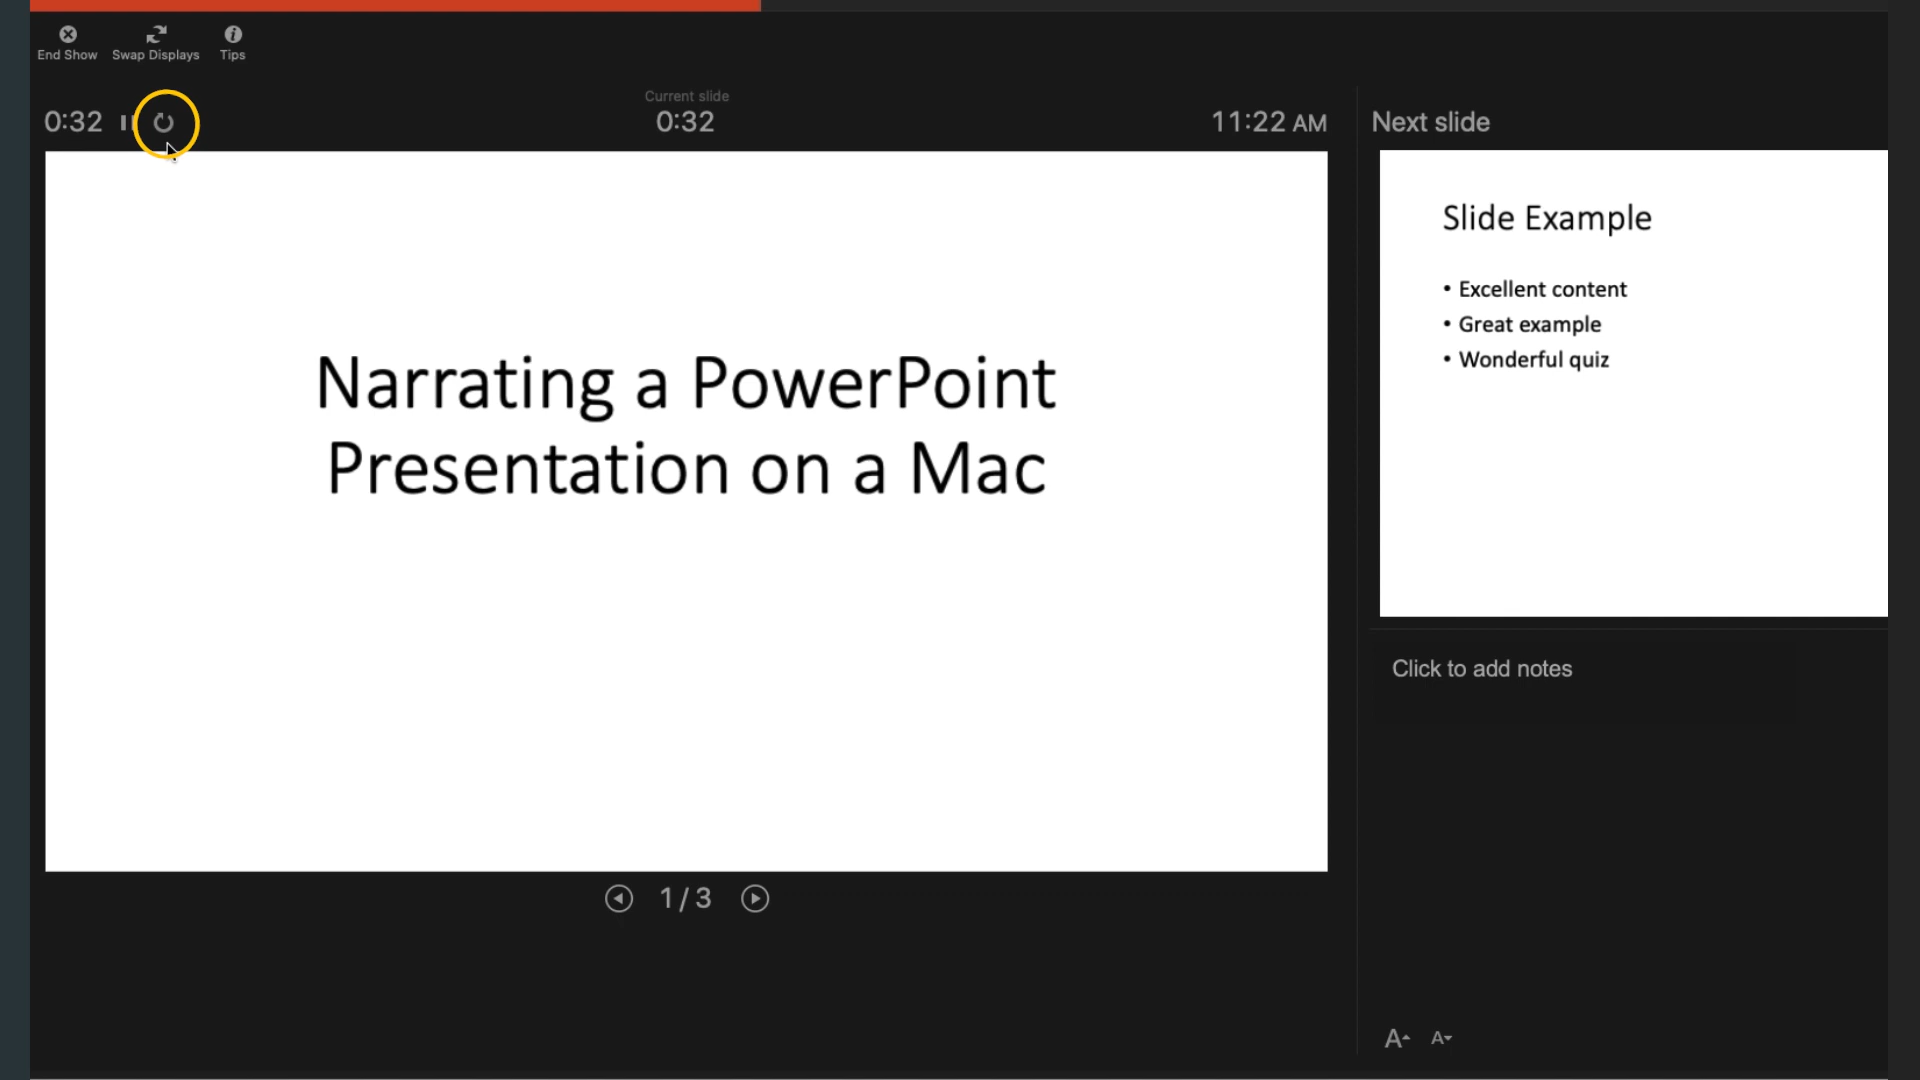 End Show Swap Displays Tips
Current slide
0:32 0:32 11:22 AM Next slide
Narrating a PowerPoint
Presentation on a Mac
Slide Example
• Excellent content
• Great example
• Wonderful quiz
Click to add notes
1 / 3
A A